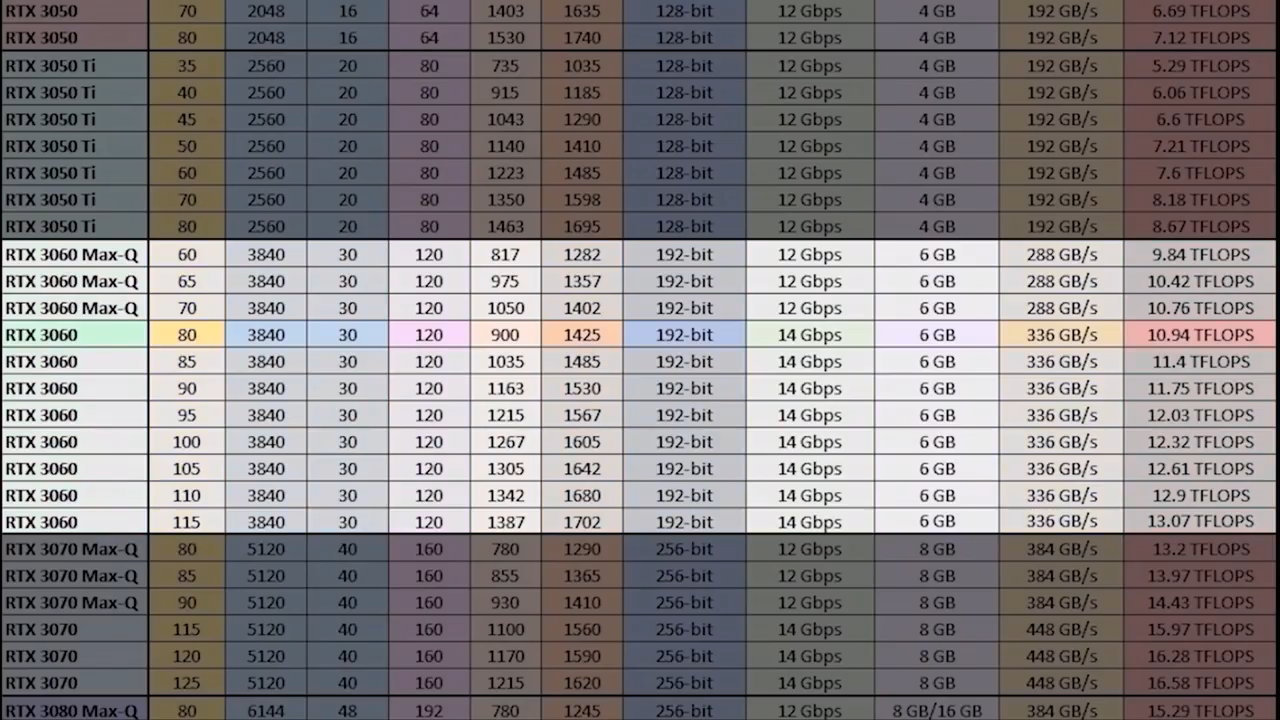 RTX 3050 70 2048 16 64 1403 1635 128-bit 12 Gbps 4 GB 192 GB/s 6.69 TFLOPS
RTX 3050 80 2048 16 64 1530 1740 128-bit 12 Gbps 4 GB 192 GB/s 7.12 TFLOPS
RTX 3050 Ti 35 2560 20 80 735 1035 128-bit 12 Gbps 4 GB 192 GB/s 5.29 TFLOPS
RTX 3050 Ti 40 2560 20 80 915 1185 128-bit 12 Gbps 4 GB 192 GB/s 6.06 TFLOPS
RTX 3050 Ti 45 2560 20 80 1043 1290 128-bit 12 Gbps 4 GB 192 GB/s 6.6 TFLOPS
RTX 3050 Ti 50 2560 20 80 1140 1410 128-bit 12 Gbps 4 GB 192 GB/s 7.21 TFLOPS
RTX 3050 Ti 60 2560 20 80 1223 1485 128-bit 12 Gbps 4 GB 192 GB/s 7.6 TFLOPS
RTX 3050 Ti 70 2560 20 80 1350 1598 128-bit 12 Gbps 4 GB 192 GB/s 8.18 TFLOPS
RTX 3050 Ti 80 2560 20 80 1463 1695 128-bit 12 Gbps 4 GB 192 GB/s 8.67 TFLOPS
RTX 3060 Max-Q 60 3840 30 120 817 1282 192-bit 12 Gbps 6 GB 288 GB/s 9.84 TFLOPS
RTX 3060 Max-Q 65 3840 30 120 975 1357 192-bit 12 Gbps 6 GB 288 GB/s 10.42 TFLOPS
RTX 3060 Max-Q 70 3840 30 120 1050 1402 192-bit 12 Gbps 6 GB 288 GB/s 10.76 TFLOPS
RTX 3060 80 3840 30 120 900 1425 192-bit 14 Gbps 6 GB 336 GB/s 10.94 TFLOPS
RTX 3060 85 3840 30 120 1035 1485 192-bit 14 Gbps 6 GB 336 GB/s 11.4 TFLOPS
RTX 3060 90 3840 30 120 1163 1530 192-bit 14 Gbps 6 GB 336 GB/s 11.75 TFLOPS
RTX 3060 95 3840 30 120 1215 1567 192-bit 14 Gbps 6 GB 336 GB/s 12.03 TFLOPS
RTX 3060 100 3840 30 120 1267 1605 192-bit 14 Gbps 6 GB 336 GB/s 12.32 TFLOPS
RTX 3060 105 3840 30 120 1305 1642 192-bit 14 Gbps 6 GB 336 GB/s 12.61 TFLOPS
RTX 3060 110 3840 30 120 1342 1680 192-bit 14 Gbps 6 GB 336 GB/s 12.9 TFLOPS
RTX 3060 115 3840 30 120 1387 1702 192-bit 14 Gbps 6 GB 336 GB/s 13.07 TFLOPS
RTX 3070 Max-Q 80 5120 40 160 780 1290 256-bit 12 Gbps 8 GB 384 GB/s 13.2 TFLOPS
RTX 3070 Max-Q 85 5120 40 160 855 1365 256-bit 12 Gbps 8 GB 384 GB/s 13.97 TFLOPS
RTX 3070 Max-Q 90 5120 40 160 930 1410 256-bit 12 Gbps 8 GB 384 GB/s 14.43 TFLOPS
RTX 3070 115 5120 40 160 1100 1560 256-bit 14 Gbps 8 GB 448 GB/s 15.97 TFLOPS
RTX 3070 120 5120 40 160 1170 1590 256-bit 14 Gbps 8 GB 448 GB/s 16.28 TFLOPS
RTX 3070 125 5120 40 160 1215 1620 256-bit 14 Gbps 8 GB 448 GB/s 16.58 TFLOPS
RTX 3080 Max-Q 80 6144 48 192 780 1245 256-bit 12 Gbps 8 GB/16 GB 384 GB/s 15.29 TFLOPS